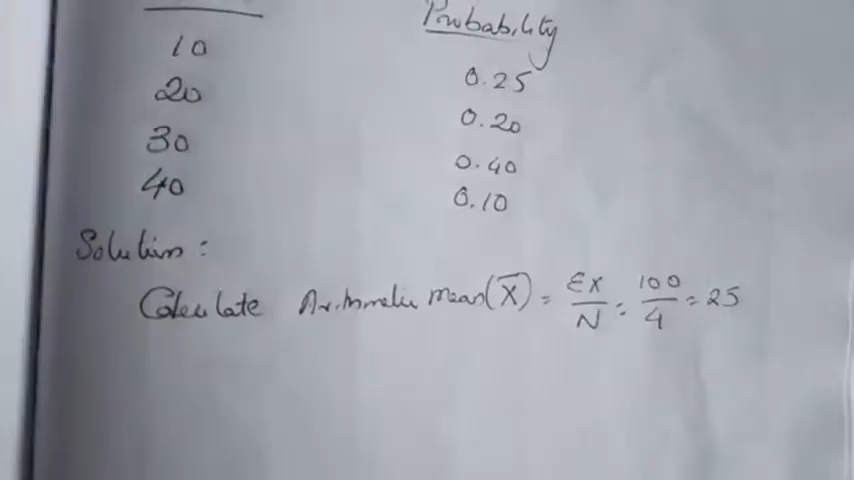 Probability
10 0.25
20 0.20
30 0.40
40 0.10
Solution:
Calculate Arithmetic mean(X̅) = ΣX/N = 100/4 = 25